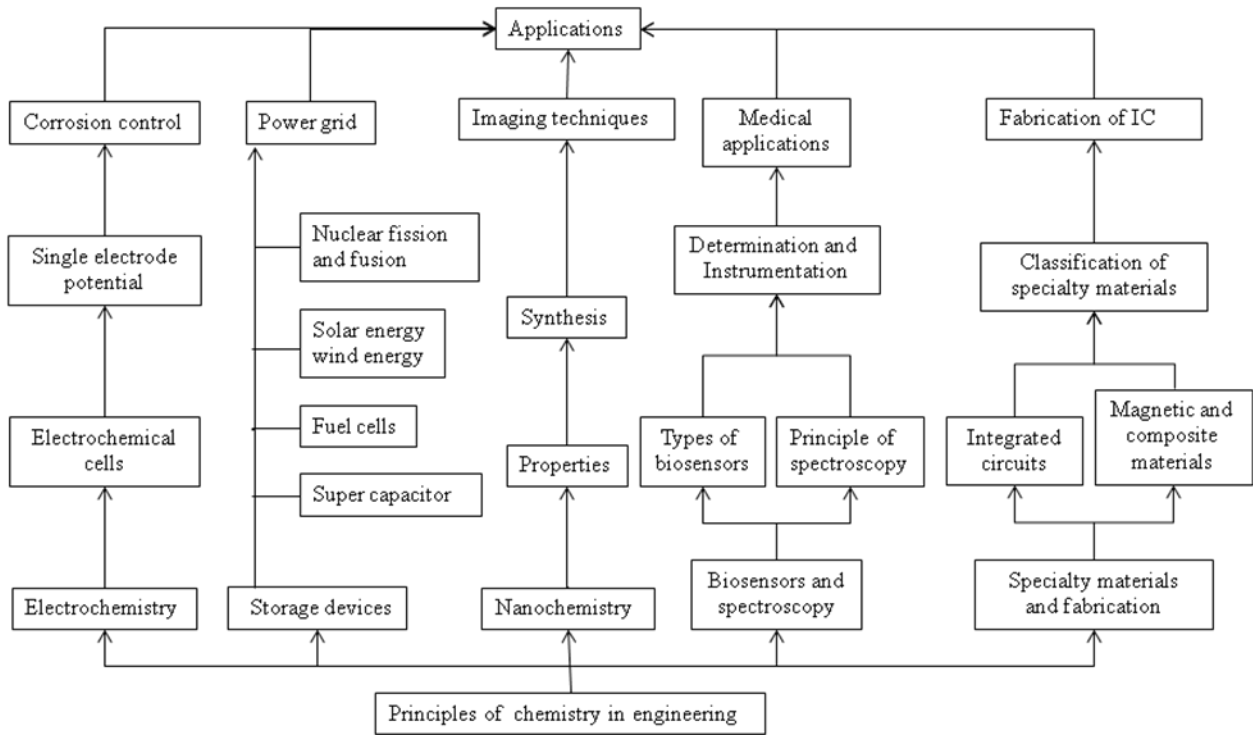 Applications
Corrosion control
Power grid
Imaging techniques
Medical
applications
Fabrication of IC
Nuclear fission
and fusion
Single electrode
potential
Determination and
Instrumentation
Classification of
specialty materials
Synthesis
Solar energy
wind energy
Fuel cells
Electrochemical
cells
Types of
biosensors
Principle of
spectroscopy
Integrated
circuits
Magnetic and
composite
materials
Properties
Super capacitor
Electrochemistry
Storage devices
Nanochemistry
Biosensors and
spectroscopy
Specialty materials
and fabrication
Principles of chemistry in engineering